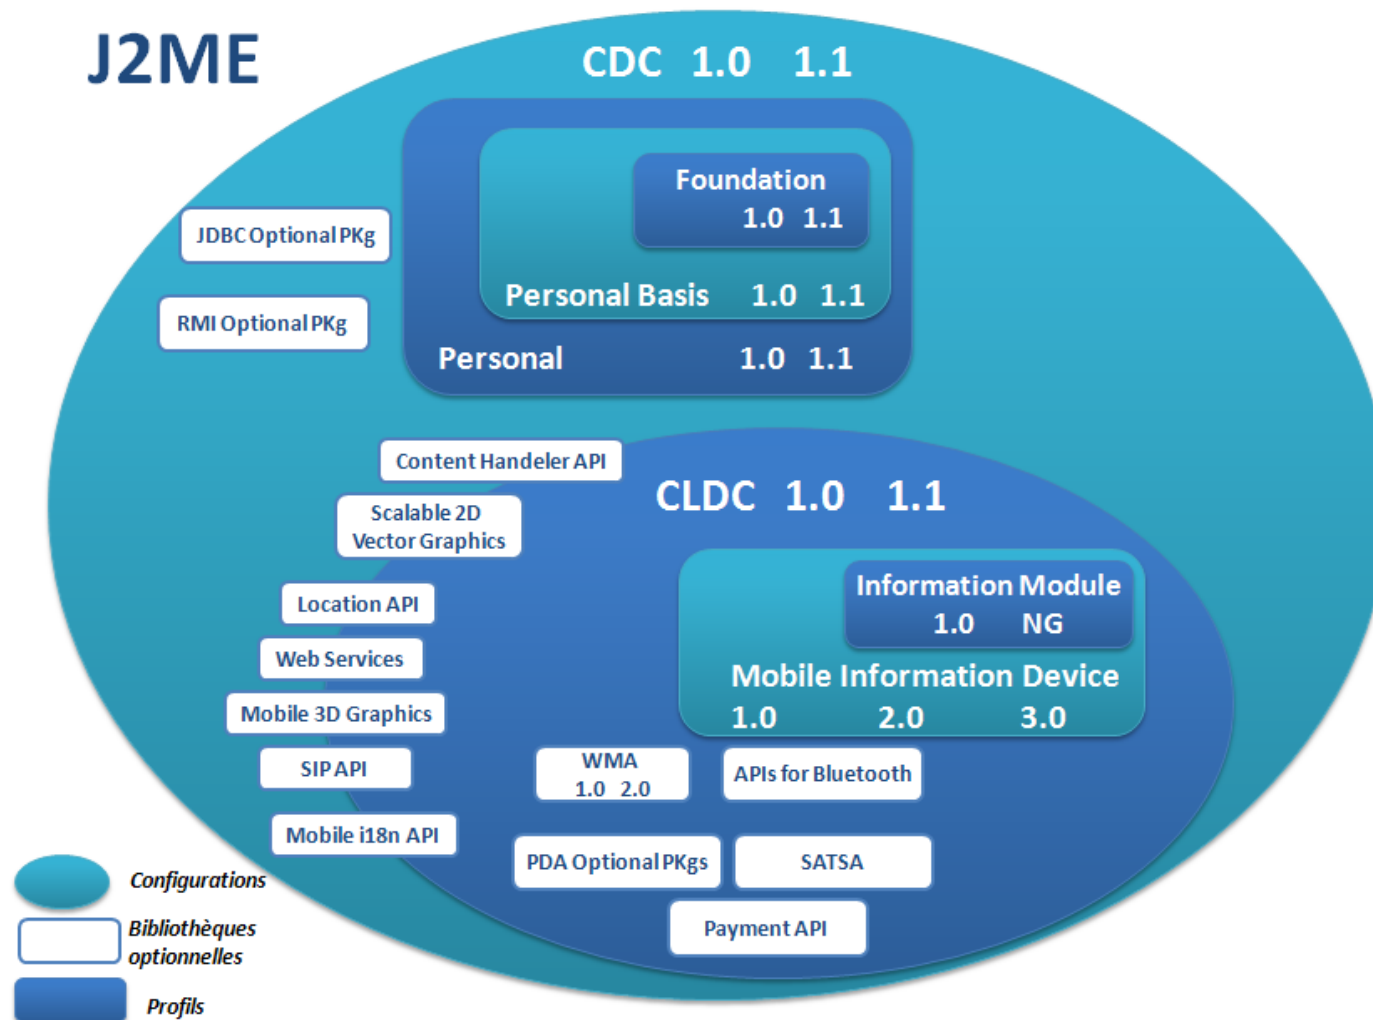 J2ME
CDC 1.0 1.1
Foundation
1.0 1.1
JDBC Optional PKg
Personal Basis 1.0 1.1
RMI Optional PKg
Personal 1.0 1.1
Content Handeler API
CLDC 1.0 1.1
Scalable 2D
Vector Graphics
Information Module
1.0 NG
Location API
Web Services
Mobile Information Device
1.0 2.0 3.0
Mobile 3D Graphics
SIP API
WMA
1.0 2.0
APIs for Bluetooth
Mobile i18n API
PDA Optional PKgs
SATSA
Payment API
Configurations
Bibliothèques
optionnelles
Profils